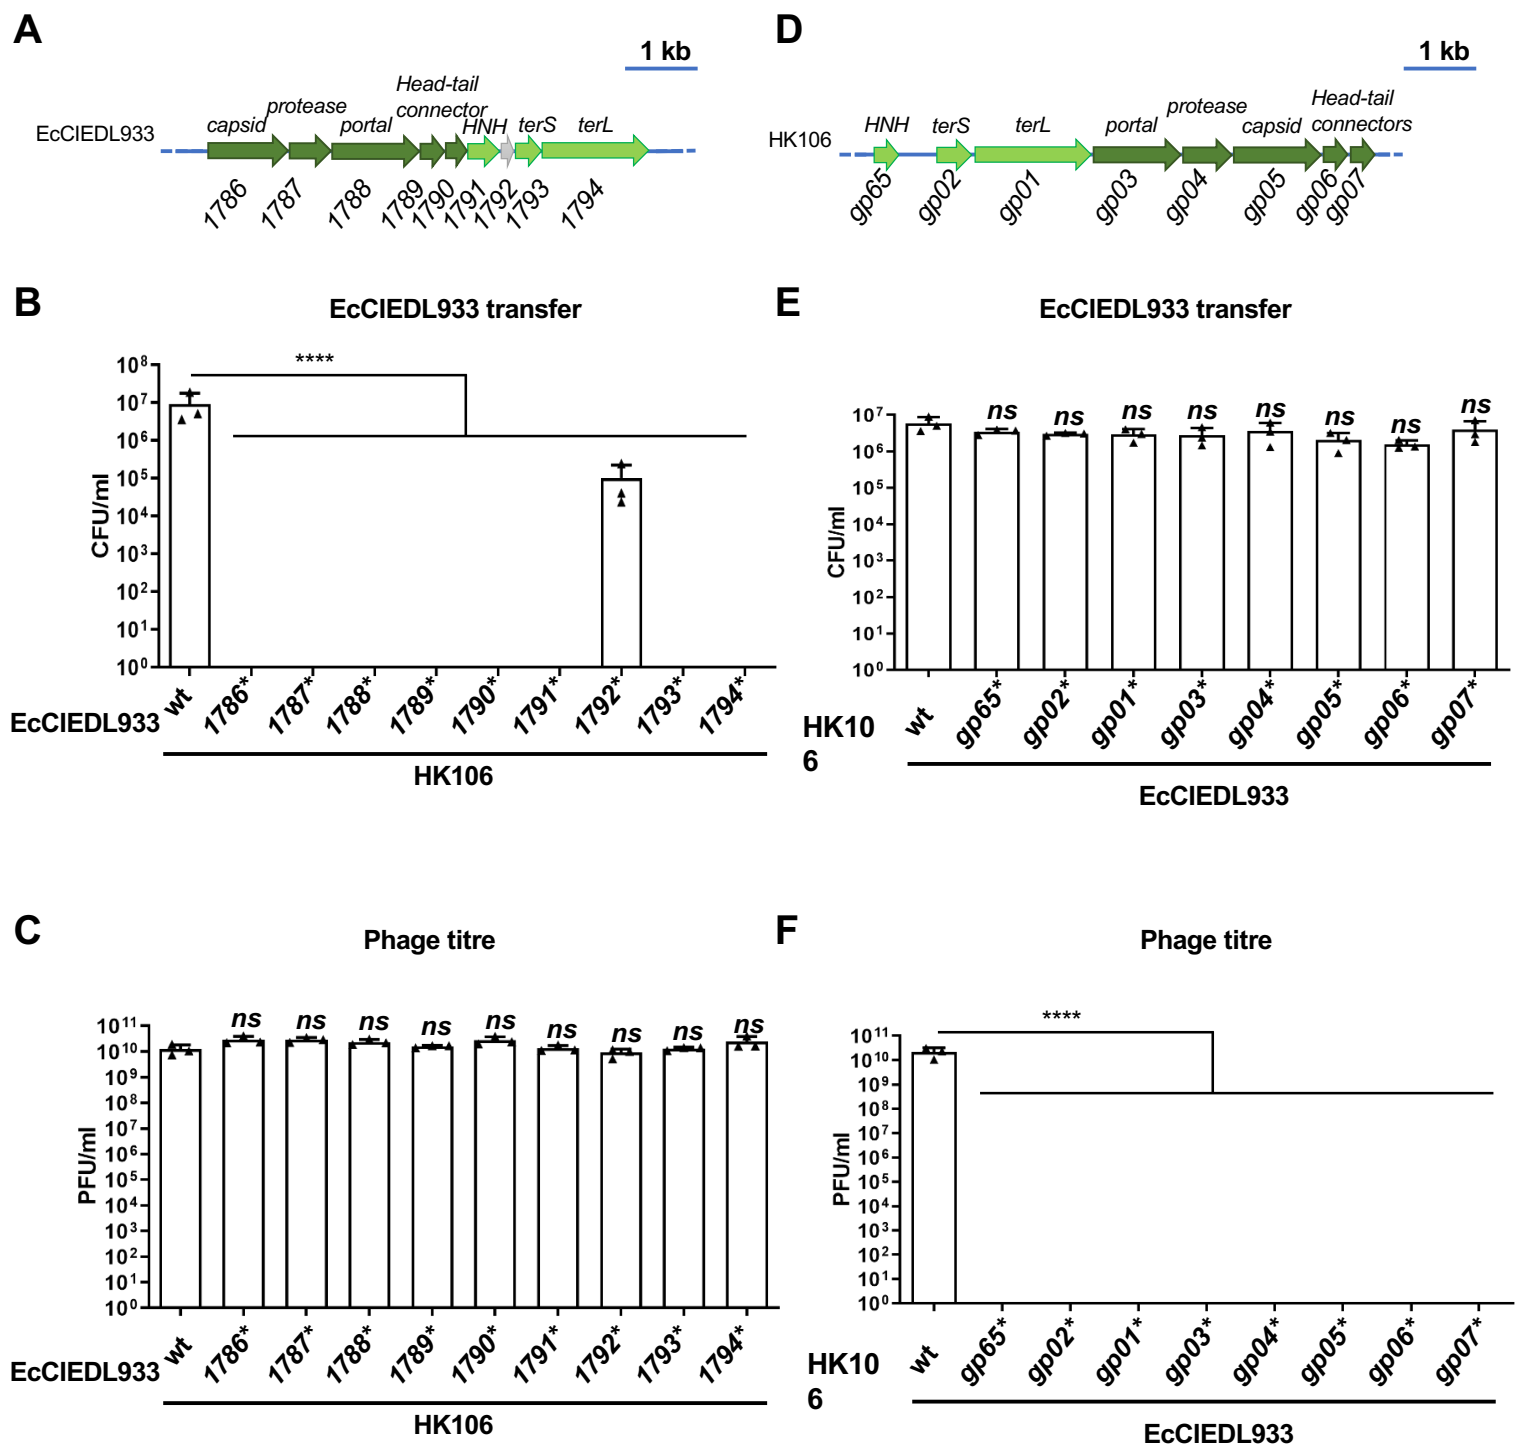 A
1 kb
Head-tail
protease
connector
capsid
portal
HNH
terS
terL
EcCIEDL933
1786
1787
1788
1789
1790
1791
1792
1793
1794
D
1 kb
Head-tail
protease
connectors
HNH
terS
terL
portal
capsid
HK106
gp65
gp02
gp01
gp03
gp04
gp05
gp06
gp07
B
EcCIEDL933 transfer
****
10⁸
10⁷
10⁶
10⁵
10⁴
10³
10²
10¹
10⁰
CFU/ml
EcCIEDL933
wt
1786*
1787*
1788*
1789*
1790*
1791*
1792*
1793*
1794*
HK106
E
EcCIEDL933 transfer
ns
ns
ns
ns
ns
ns
ns
ns
10⁷
10⁶
10⁵
10⁴
10³
10²
10¹
10⁰
CFU/ml
HK10
6
wt
gp65*
gp02*
gp01*
gp03*
gp04*
gp05*
gp06*
gp07*
EcCIEDL933
C
Phage titre
ns
ns
ns
ns
ns
ns
ns
ns
ns
10¹¹
10¹⁰
10⁹
10⁸
10⁷
10⁶
10⁵
10⁴
10³
10²
10¹
10⁰
PFU/ml
EcCIEDL933
wt
1786*
1787*
1788*
1789*
1790*
1791*
1792*
1793*
1794*
HK106
F
Phage titre
****
10¹¹
10¹⁰
10⁹
10⁸
10⁷
10⁶
10⁵
10⁴
10³
10²
10¹
10⁰
PFU/ml
HK10
6
wt
gp65*
gp02*
gp01*
gp03*
gp04*
gp05*
gp06*
gp07*
EcCIEDL933